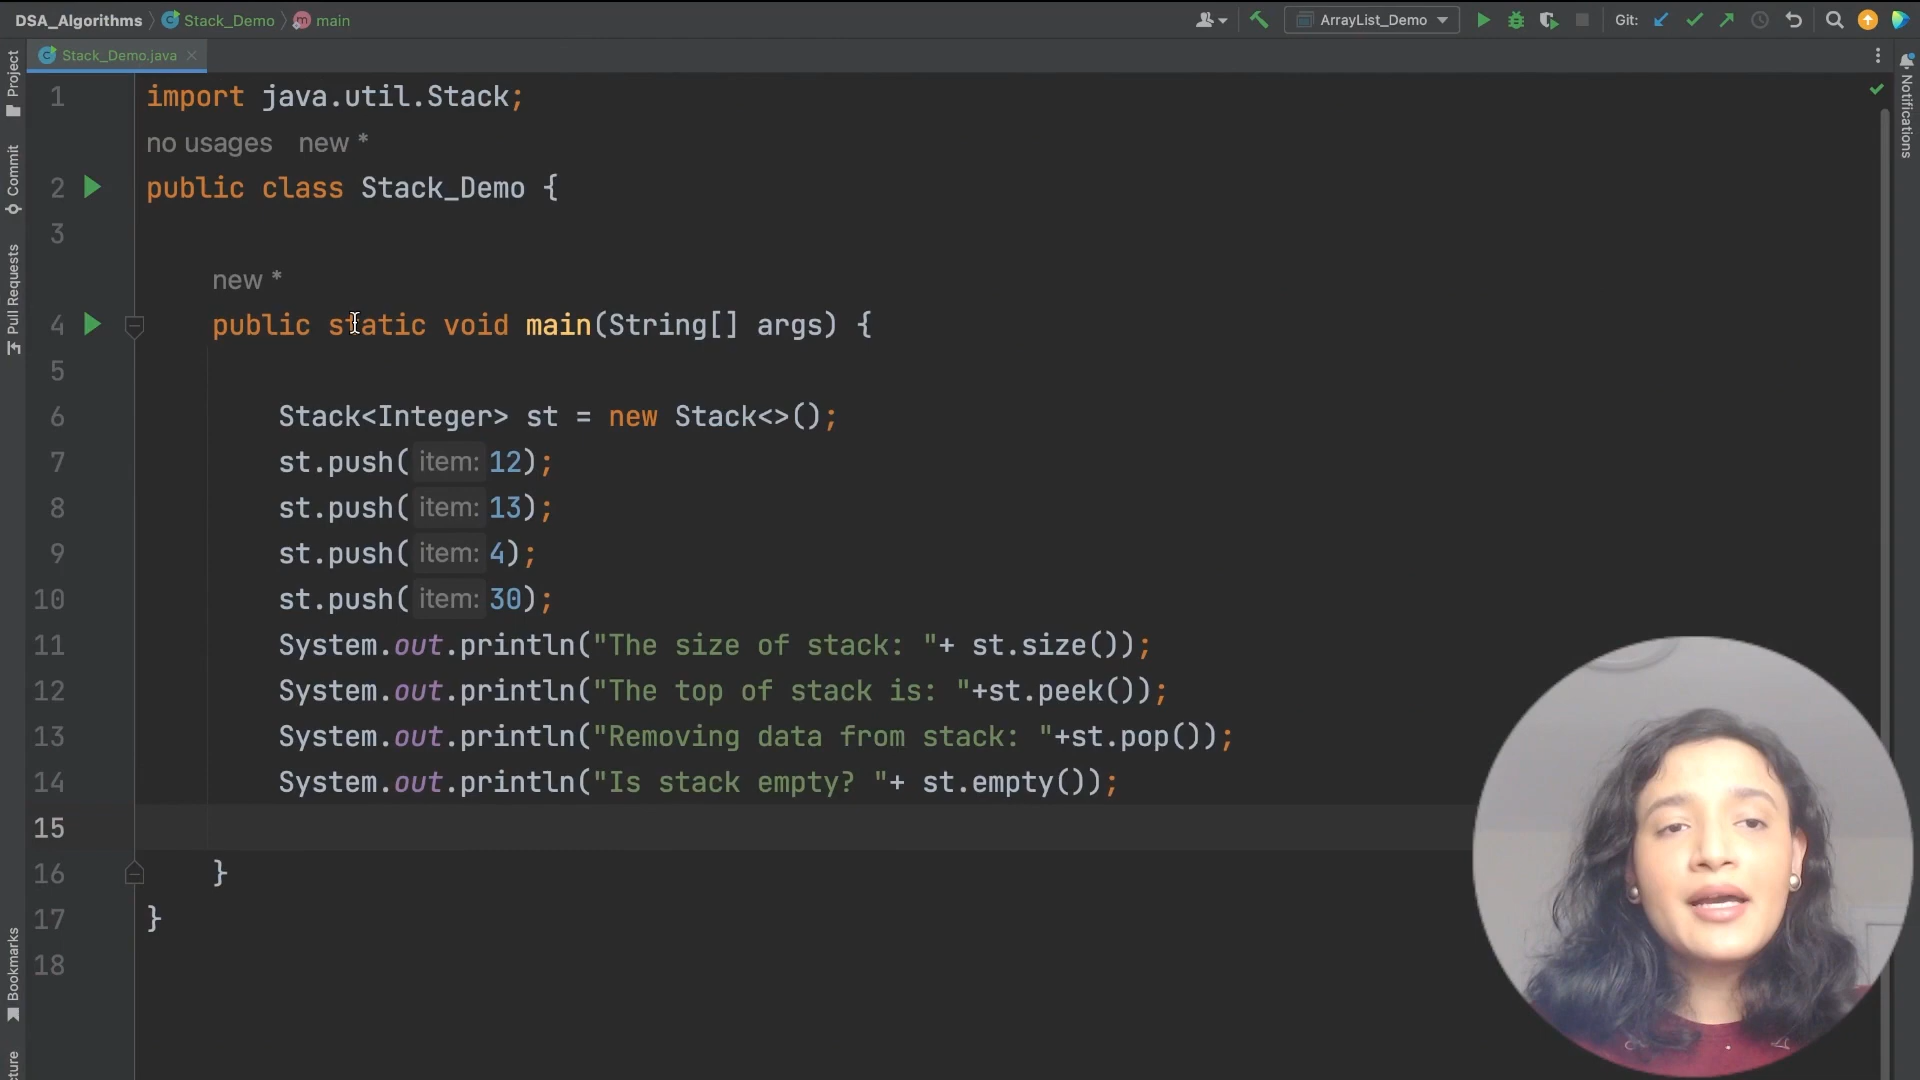 DSA_Algorithms Stack_Demo main
ArrayList_Demo Git:
Stack_Demo.java
Project
Commit
Pull Requests
Bookmarks
cture
Notifications
1 import java.util.Stack;
no usages new *
2 public class Stack_Demo {
3
new *
4 public static void main(String[] args) {
5
6 Stack<Integer> st = new Stack<>();
7 st.push( item: 12);
8 st.push( item: 13);
9 st.push( item: 4);
10 st.push( item: 30);
11 System.out.println("The size of stack: "+ st.size());
12 System.out.println("The top of stack is: "+st.peek());
13 System.out.println("Removing data from stack: "+st.pop());
14 System.out.println("Is stack empty? "+ st.empty());
15
16 }
17 }
18